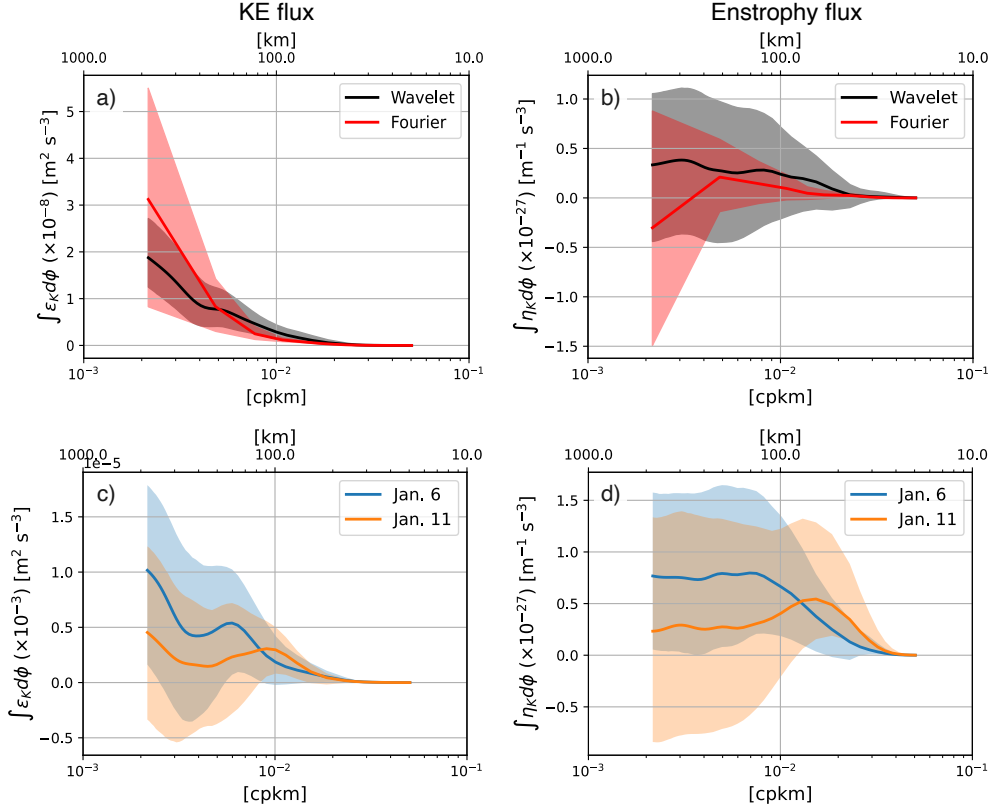 KE flux
Enstrophy flux
[km]
1000.0 100.0 10.0
a)
Wavelet
Fourier
∫ ε_K dϕ (×10⁻⁸) [m² s⁻³]
5
4
3
2
1
0
10⁻³ 10⁻² 10⁻¹
[cpkm]
[km]
1000.0 100.0 10.0
b)
Wavelet
Fourier
∫ η_K dϕ (×10⁻²⁷) [m⁻¹ s⁻³]
1.0
0.5
0.0
−0.5
−1.0
−1.5
10⁻³ 10⁻² 10⁻¹
[cpkm]
[km]
1000.0 100.0 10.0
1e−5
c)
Jan. 6
Jan. 11
∫ ε_K dϕ (×10⁻³) [m² s⁻³]
1.5
1.0
0.5
0.0
−0.5
10⁻³ 10⁻² 10⁻¹
[cpkm]
[km]
1000.0 100.0 10.0
d)
Jan. 6
Jan. 11
∫ η_K dϕ (×10⁻²⁷) [m⁻¹ s⁻³]
1.5
1.0
0.5
0.0
−0.5
10⁻³ 10⁻² 10⁻¹
[cpkm]